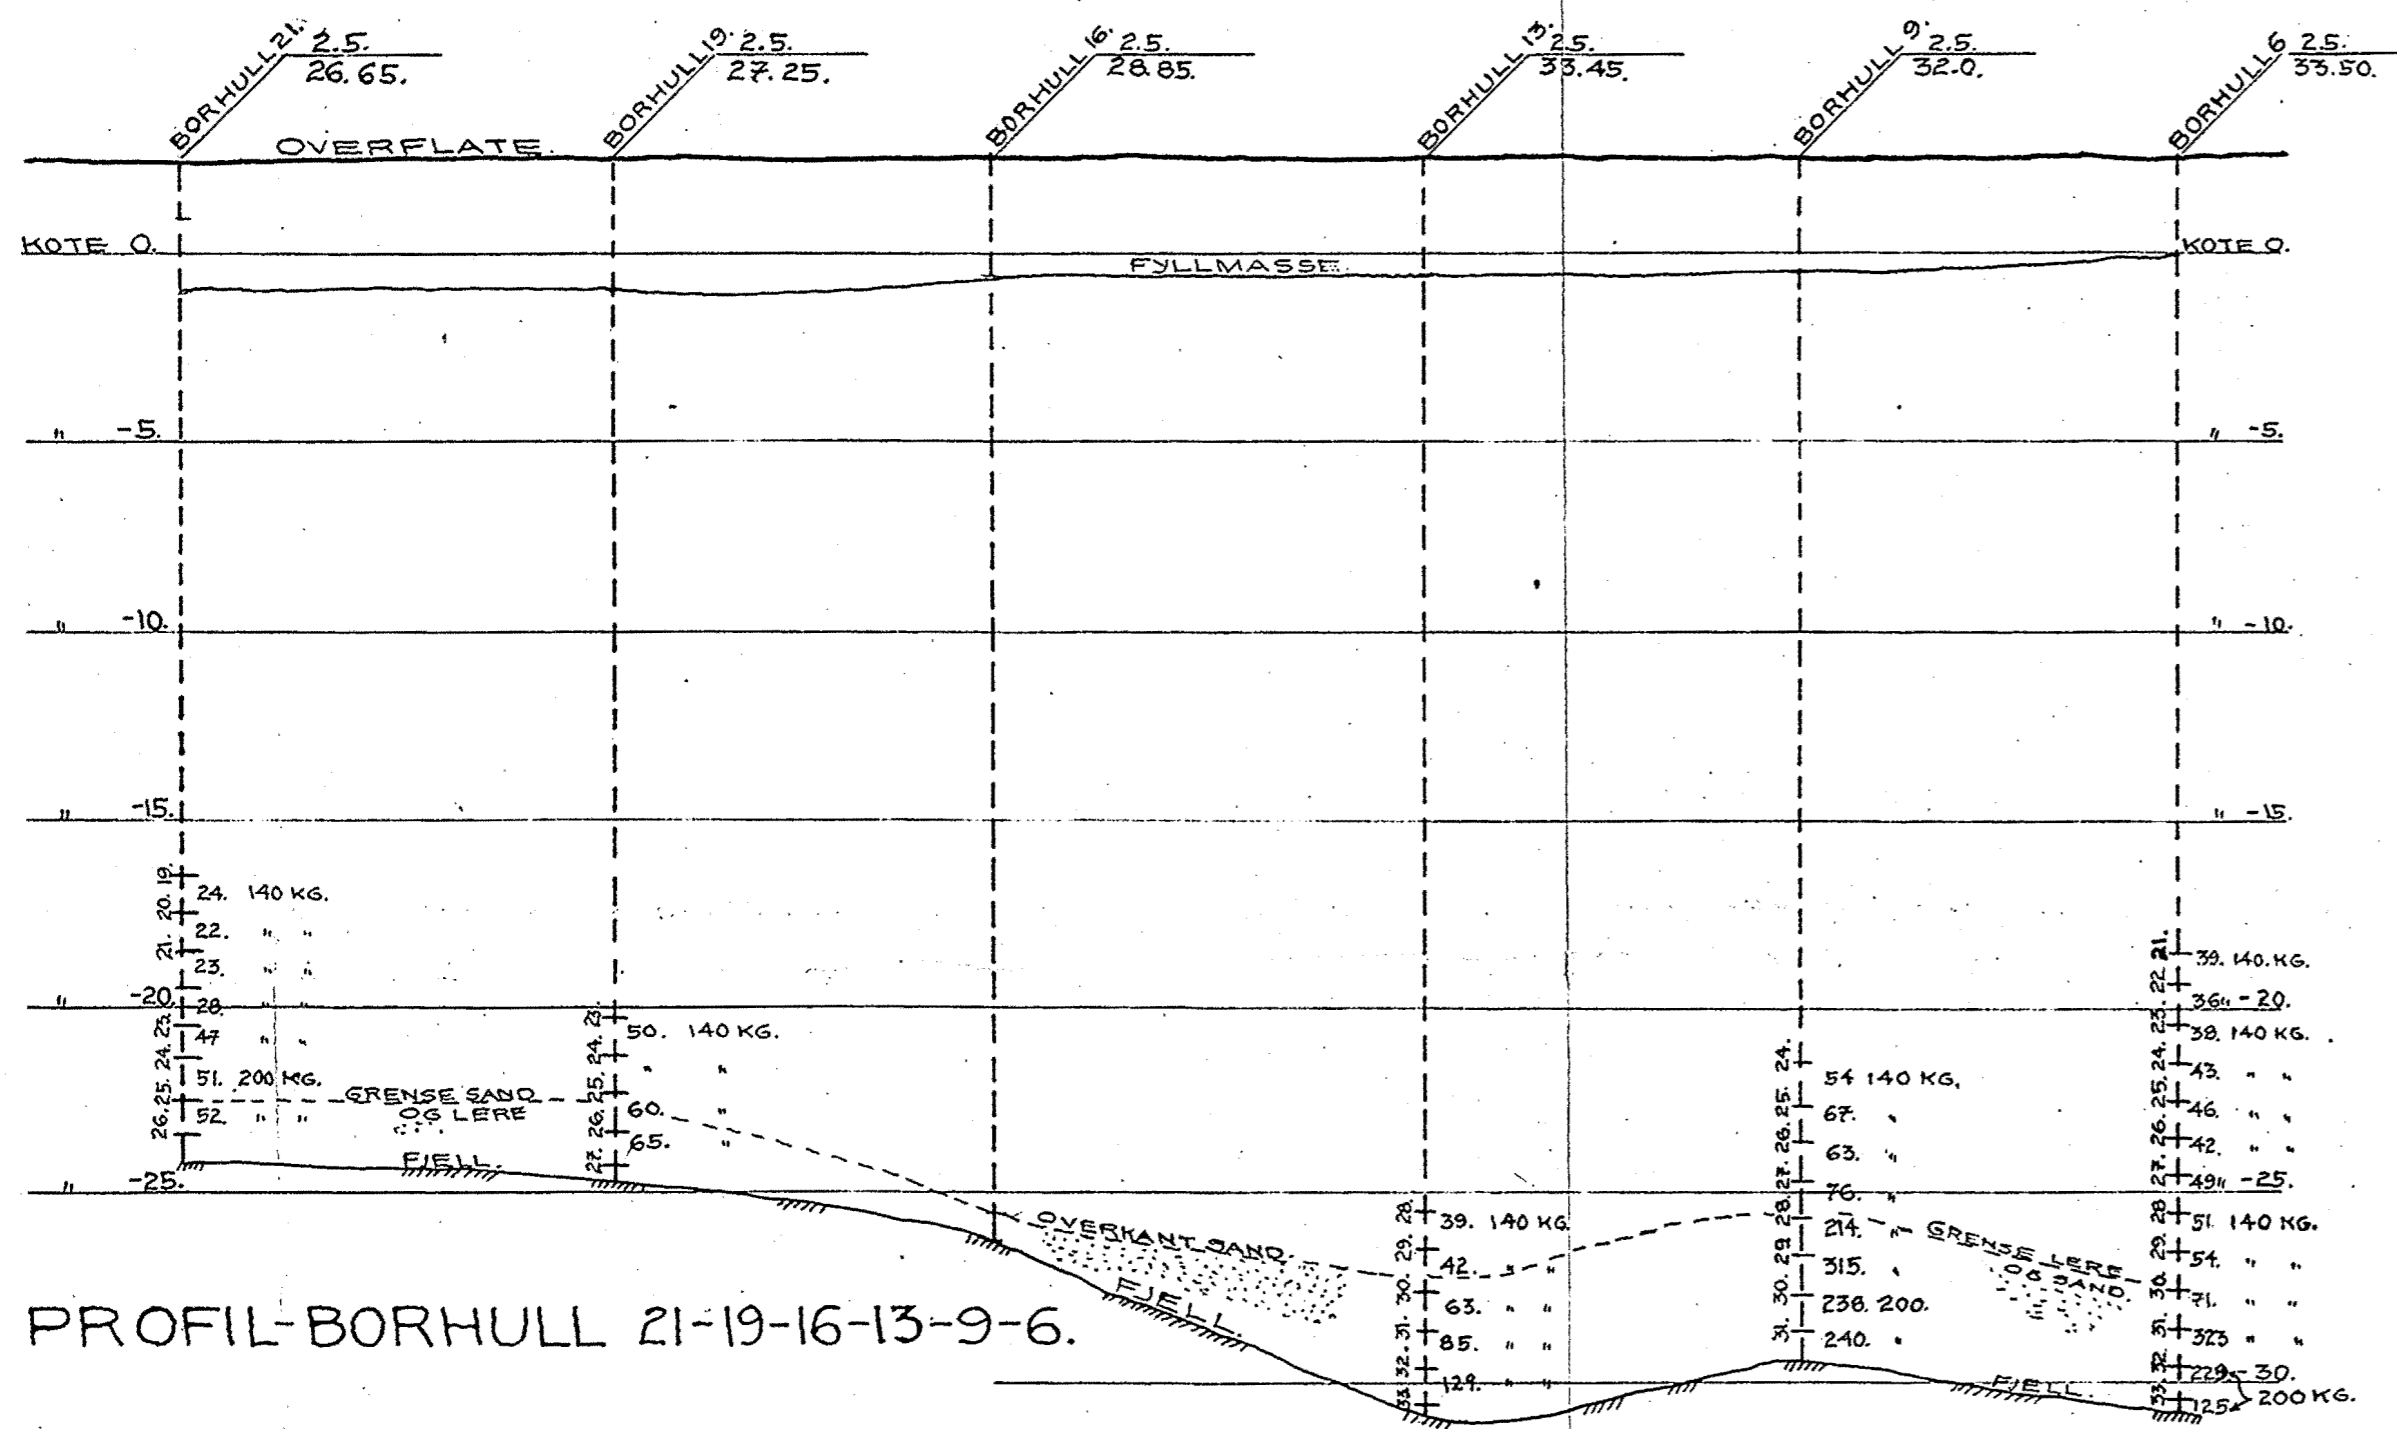 BORHULL 21. 2.5.
26.65.
BORHULL 19. 2.5.
27.25.
BORHULL 16. 2.5.
28.85.
BORHULL 13. 2.5.
33.45.
BORHULL 9. 2.5.
32.0.
BORHULL 6 2.5.
33.50.
OVERFLATE.
KOTE O. KOTE O.
FYLLMASSE.
" -5. " -5.
" -10. " -10.
" -15. " -15.
19.
24. 140 KG.
20.
22. " "
21.
23. " "
" -20. 28. " "
23.
47 " "
24.
51. 200 KG.
25.
52. " "
26.
GRENSE SAND
OG LERE
FJELL.
" -25.
23.
50. 140 KG.
24.
" "
25.
60. "
26.
65. "
27.
OVERKANT SAND.
FJELL.
28.
39. 140 KG
29.
42. " "
30.
63. " "
31.
85. " "
32.
129. " "
33.
24.
54 140 KG.
25.
67. "
26.
63. "
27.
76. "
28.
214. "
29.
315. "
30.
238. 200.
31.
240. "
GRENSE LERE
OG SAND.
FJELL.
21.
39. 140. KG.
22
36 " -20.
23.
38. 140 KG.
24.
43. " "
25.
46. " "
26.
42. " "
27.
49 " -25.
28
51. 140 KG.
29.
54. " "
30.
71. " "
31.
323 " "
32.
229. -30.
33.
125 200 KG.
PROFIL-BORHULL 21-19-16-13-9-6.